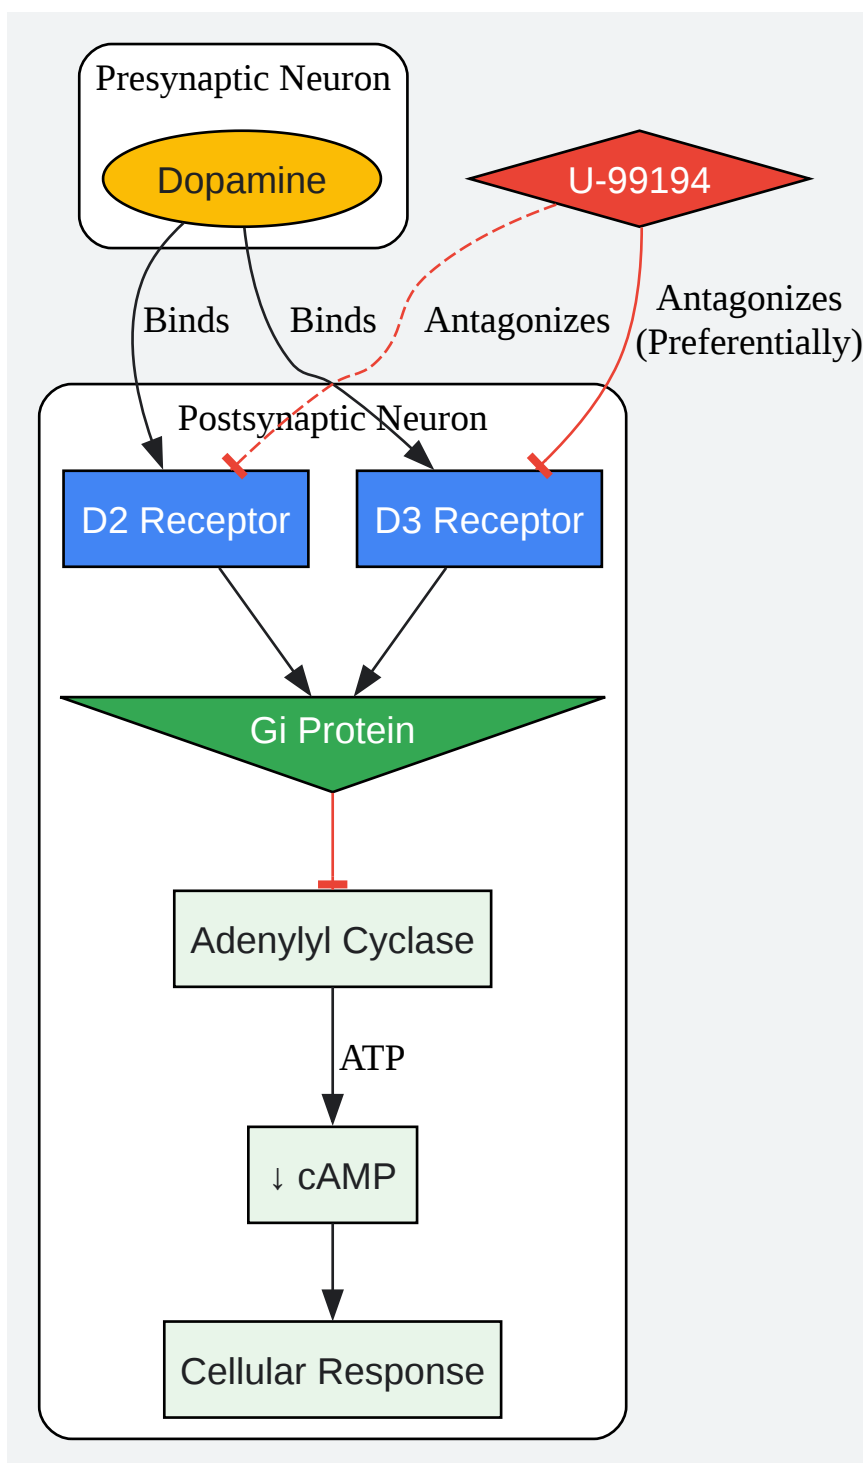 Presynaptic Neuron
Dopamine
U-99194
Binds
Binds
Antagonizes
Antagonizes
(Preferentially)
Postsynaptic Neuron
D2 Receptor
D3 Receptor
Gi Protein
Adenylyl Cyclase
ATP
↓ cAMP
Cellular Response